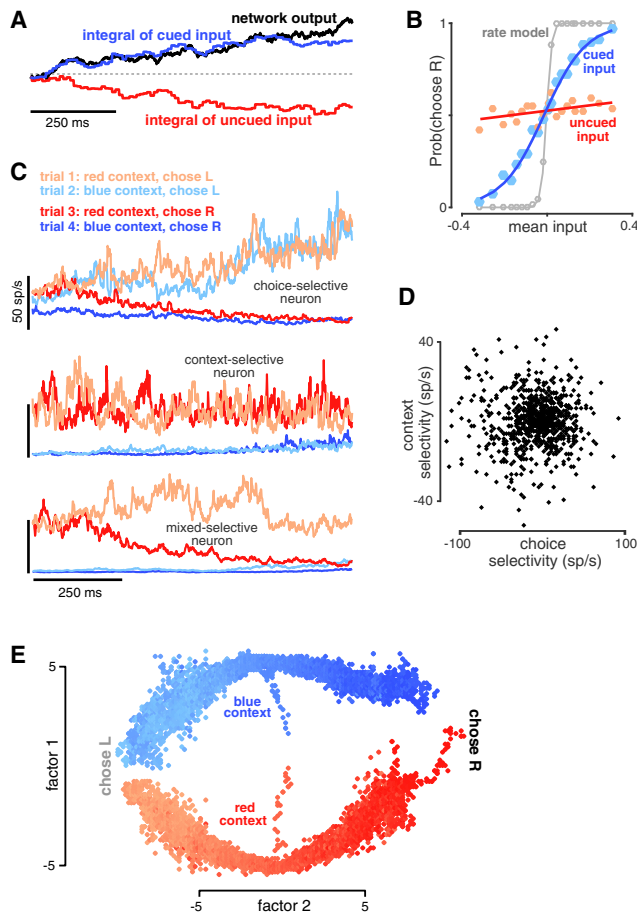 A
network output
integral of cued input
integral of uncued input
250 ms
B
1
0
Prob(choose R)
-0.4
mean input
0.4
rate model
cued
input
uncued
input
C
trial 1: red context, chose L
trial 2: blue context, chose L
trial 3: red context, chose R
trial 4: blue context, chose R
50 sp/s
choice-selective
neuron
context-selective
neuron
mixed-selective
neuron
250 ms
D
40
-40
context
selectivity (sp/s)
-100
100
choice
selectivity (sp/s)
E
5
-5
factor 1
chose L
blue
context
red
context
chose R
-5
factor 2
5